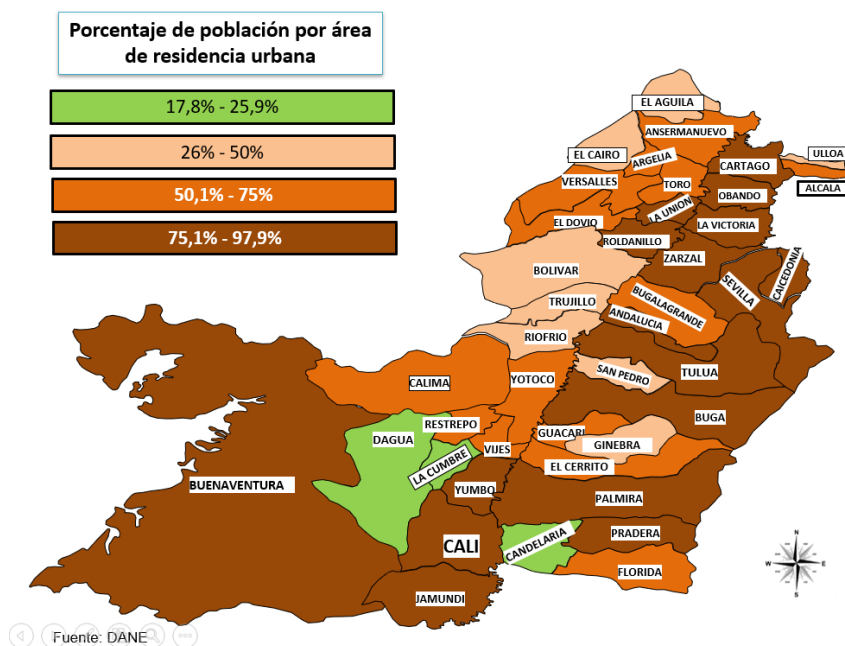 Porcentaje de población por área
de residencia urbana
17,8% - 25,9%
26% - 50%
50,1% - 75%
75,1% - 97,9%
EL AGUILA
ANSERMANUEVO
EL CAIRO
ARGELIA
CARTAGO
ULLOA
ALCALA
VERSALLES
TORO
OBANDO
LA UNION
EL DOVIO
LA VICTORIA
ROLDANILLO
ZARZAL
BOLIVAR
SEVILLA
CAICEDONIA
TRUJILLO
BUGALAGRANDE
ANDALUCIA
RIOFRIO
SAN PEDRO
TULUA
CALIMA
YOTOCO
BUGA
RESTREPO
GUACARI
DAGUA
GINEBRA
VIJES
LA CUMBRE
EL CERRITO
BUENAVENTURA
YUMBO
PALMIRA
CALI
CANDELARIA
PRADERA
FLORIDA
JAMUNDI
N
W
E
S
Fuente: DANE